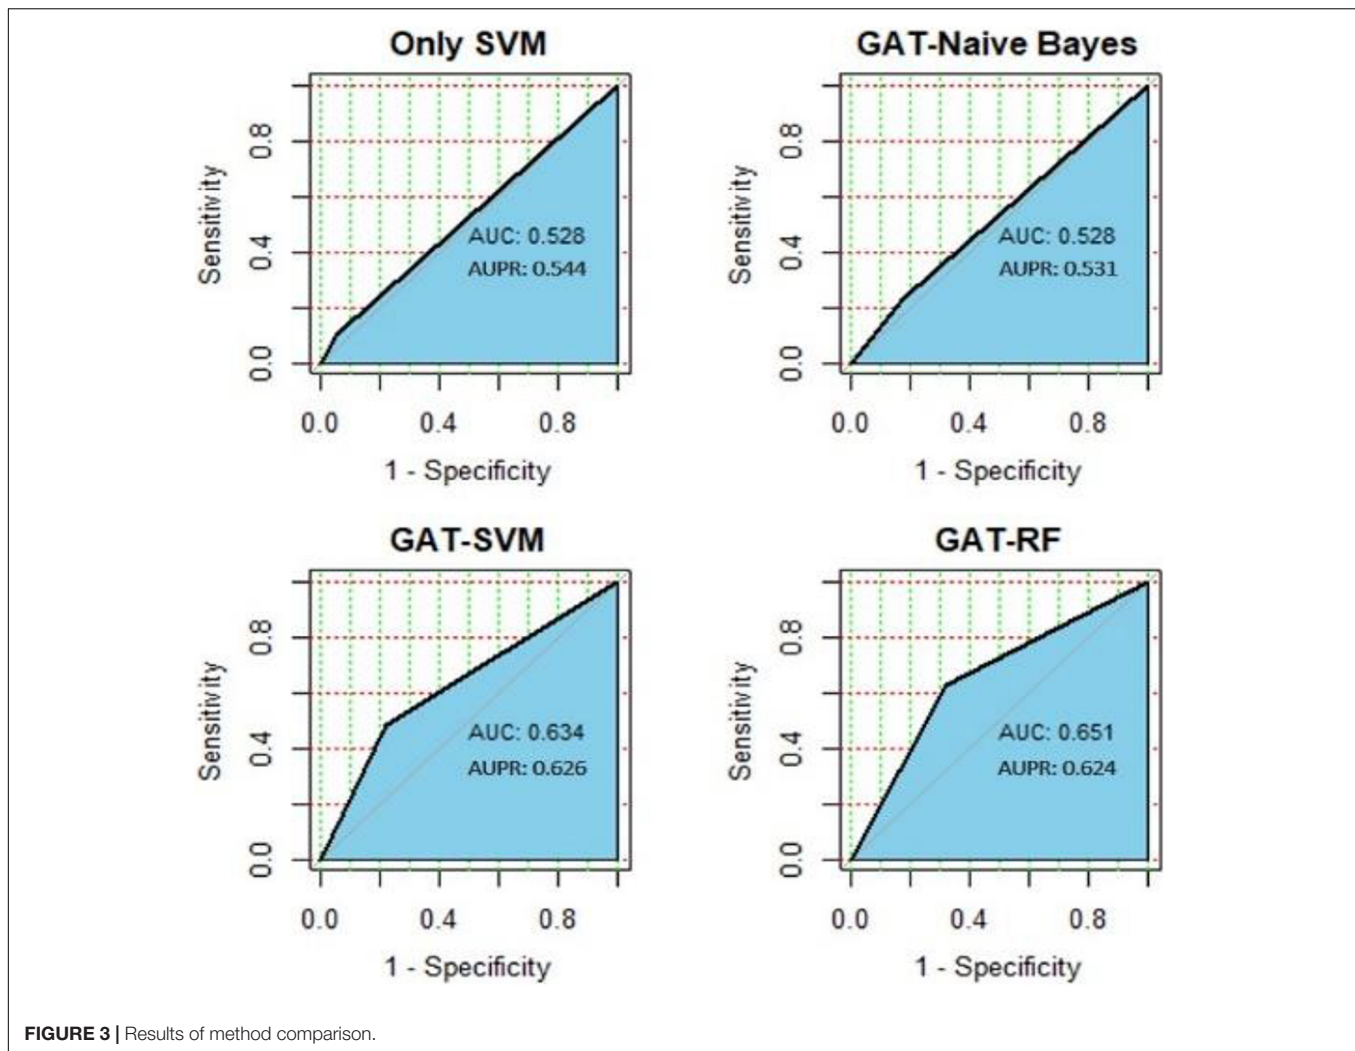 Only SVM
0.8
Sensitivity
0.4
AUC: 0.528
AUPR: 0.544
0.0
0.0 0.4 0.8
1 - Specificity
GAT-Naive Bayes
0.8
Sensitivity
0.4
AUC: 0.528
AUPR: 0.531
0.0
0.0 0.4 0.8
1 - Specificity
GAT-SVM
0.8
Sensitivity
0.4
AUC: 0.634
AUPR: 0.626
0.0
0.0 0.4 0.8
1 - Specificity
GAT-RF
0.8
Sensitivity
0.4
AUC: 0.651
AUPR: 0.624
0.0
0.0 0.4 0.8
1 - Specificity
FIGURE 3 | Results of method comparison.